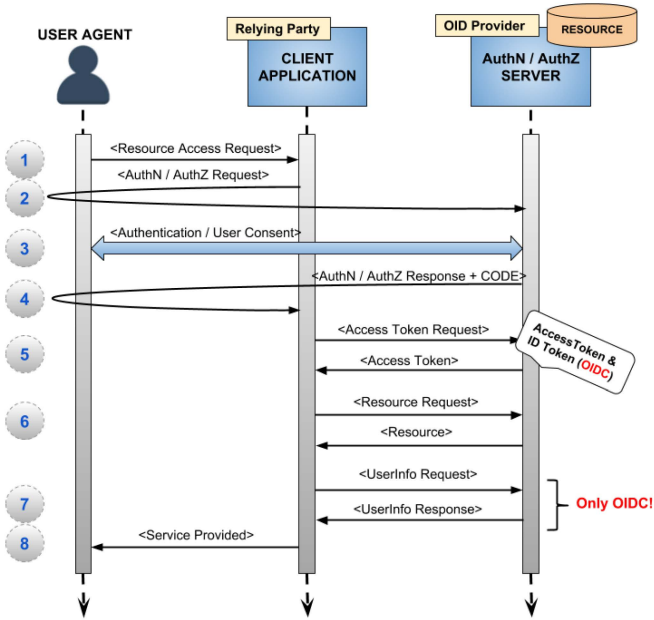 USER AGENT
Relying Party
CLIENT
APPLICATION
OID Provider
RESOURCE
AuthN / AuthZ
SERVER
1
<Resource Access Request>
<AuthN / AuthZ Request>
2
3
<Authentication / User Consent>
<AuthN / AuthZ Response + CODE>
4
<Access Token Request>
AccessToken &
ID Token (OIDC)
5
<Access Token>
<Resource Request>
6
<Resource>
<UserInfo Request>
7
Only OIDC!
<UserInfo Response>
<Service Provided>
8